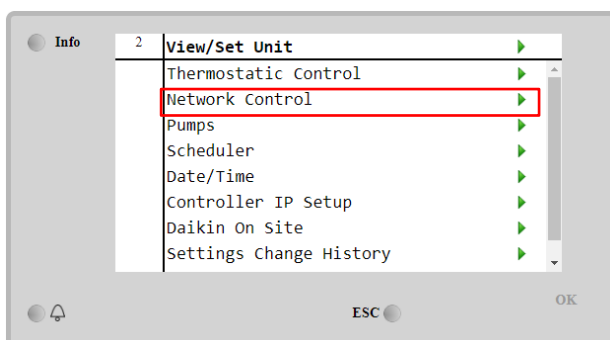 Info
2 View/Set Unit
Thermostatic Control
Network Control
Pumps
Scheduler
Date/Time
Controller IP Setup
Daikin On Site
Settings Change History
ESC
OK